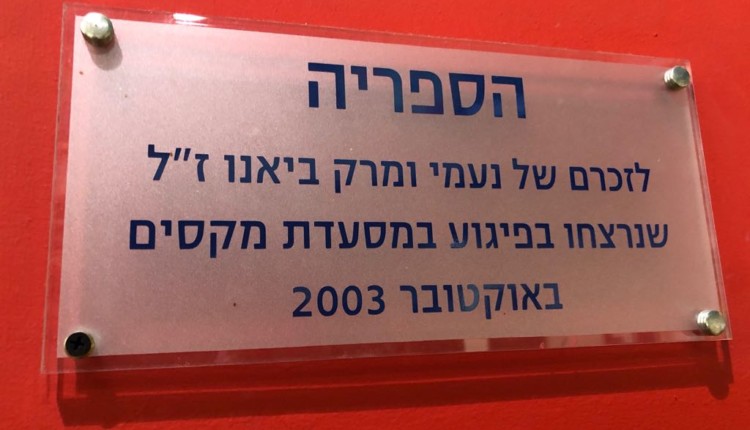 הספריה
לזכרם של נעמי ומרק ביאנו ז"ל
שנרצחו בפיגוע במסעדת מקסים
באוקטובר 2003